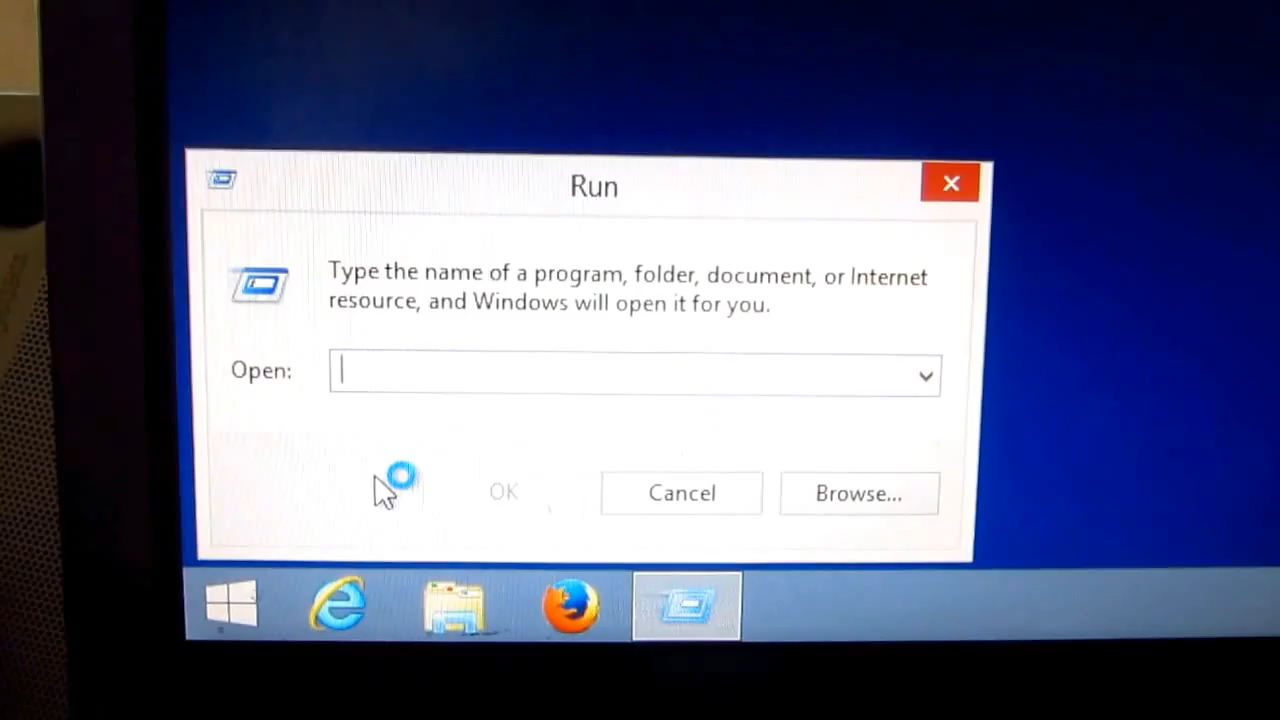 Run
Type the name of a program, folder, document, or Internet
resource, and Windows will open it for you.
Open:
OK
Cancel
Browse...